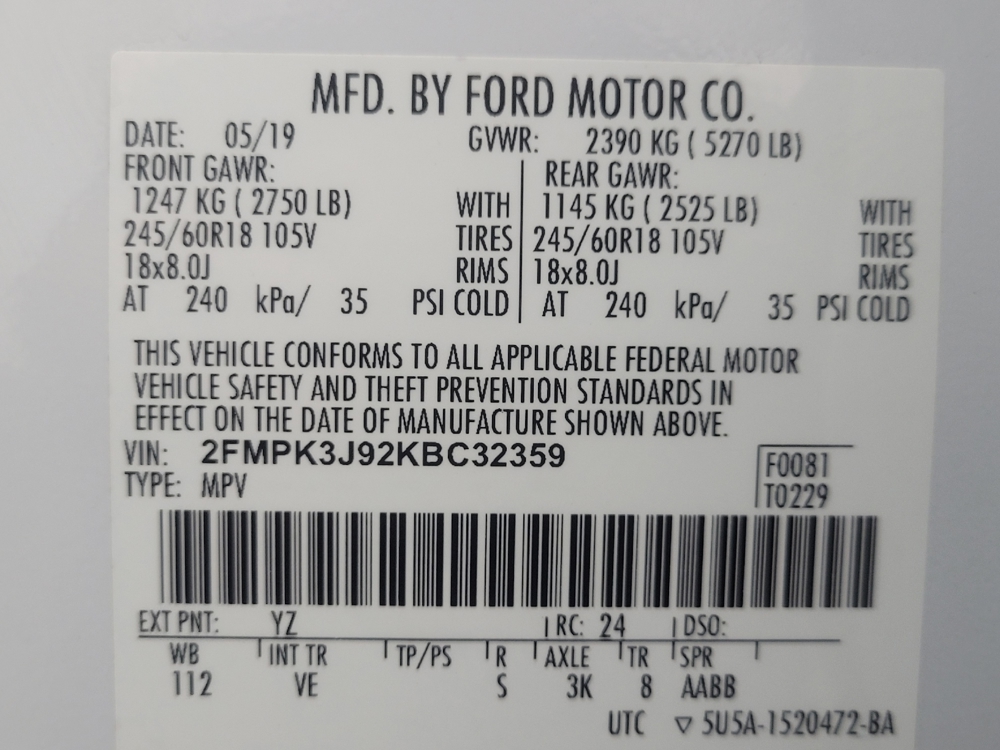 MFD. BY FORD MOTOR CO.
DATE: 05/19 GVWR: 2390 KG ( 5270 LB)
FRONT GAWR: REAR GAWR:
1247 KG ( 2750 LB) WITH 1145 KG ( 2525 LB) WITH
245/60R18 105V TIRES 245/60R18 105V TIRES
18x8.0J RIMS 18x8.0J RIMS
AT 240 kPa/ 35 PSI COLD AT 240 kPa/ 35 PSI COLD
THIS VEHICLE CONFORMS TO ALL APPLICABLE FEDERAL MOTOR
VEHICLE SAFETY AND THEFT PREVENTION STANDARDS IN
EFFECT ON THE DATE OF MANUFACTURE SHOWN ABOVE.
VIN: 2FMPK3J92KBC32359 F0081
TYPE: MPV T0229
EXT PNT: YZ RC: 24 DSO:
WB INT TR TP/PS R AXLE TR SPR
112 VE S 3K 8 AABB
UTC ▽ 5U5A-1520472-BA